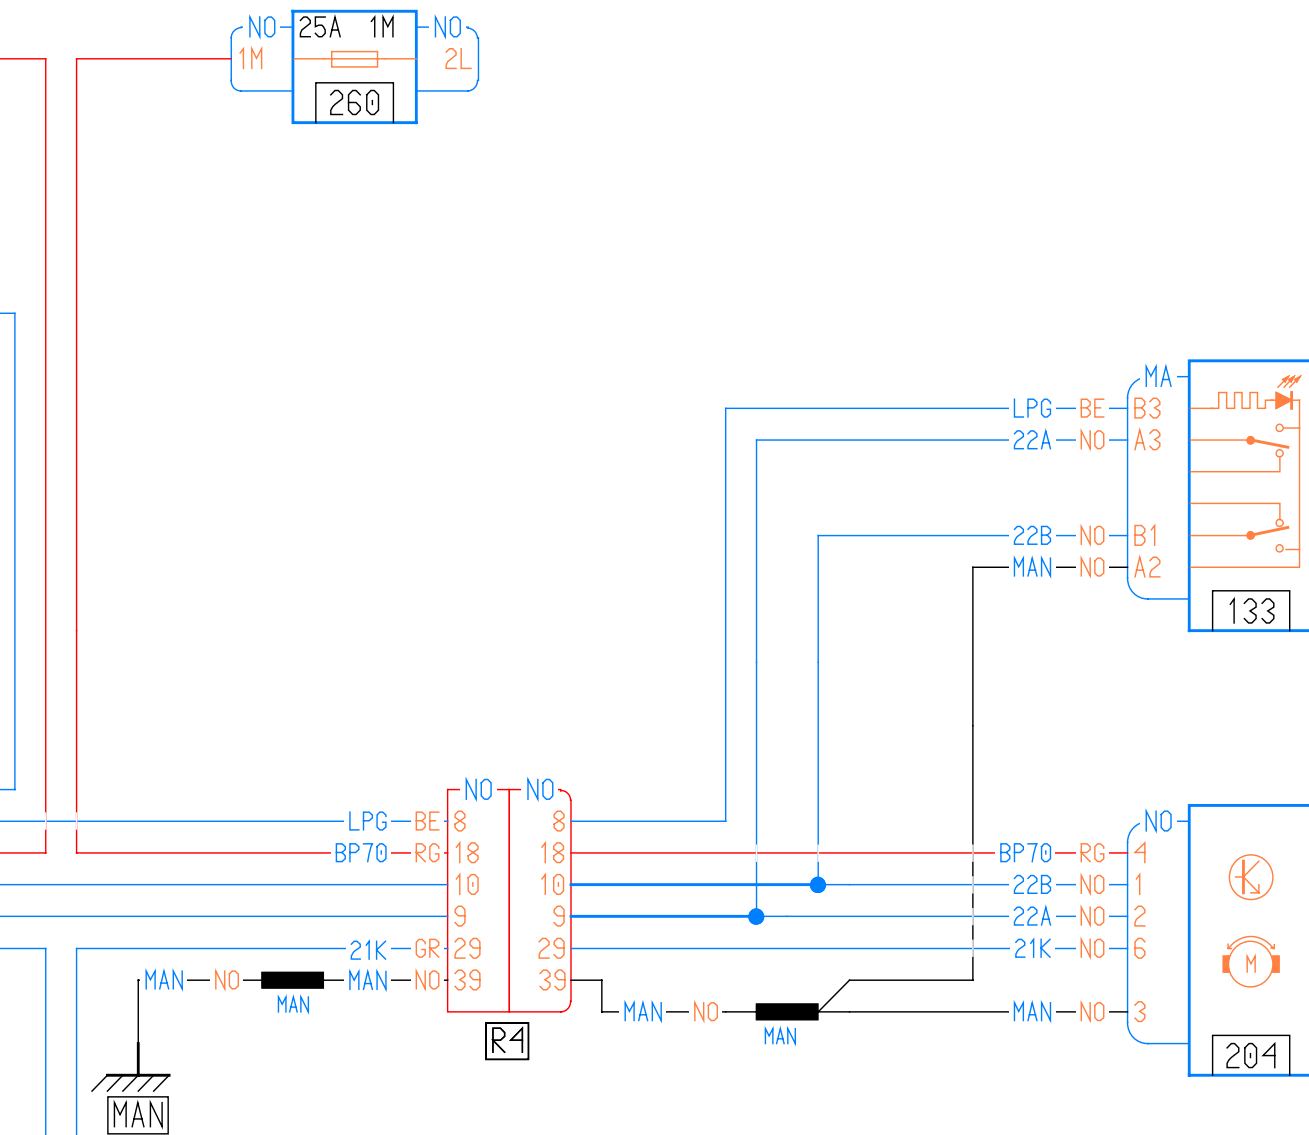 NO 25A 1M NO
1M 2L
260
MA
LPG BE B3
22A NO A3
22B NO B1
MAN NO A2
133
NO NO
LPG BE 8 8 NO
BP70 RG 18 18 BP70 RG 4
10 10 22B NO 1
9 9 22A NO 2
21K GR 29 29 21K NO 6
MAN NO MAN NO 39 39 M
MAN MAN NO MAN NO 3
MAN
R4 204
MAN